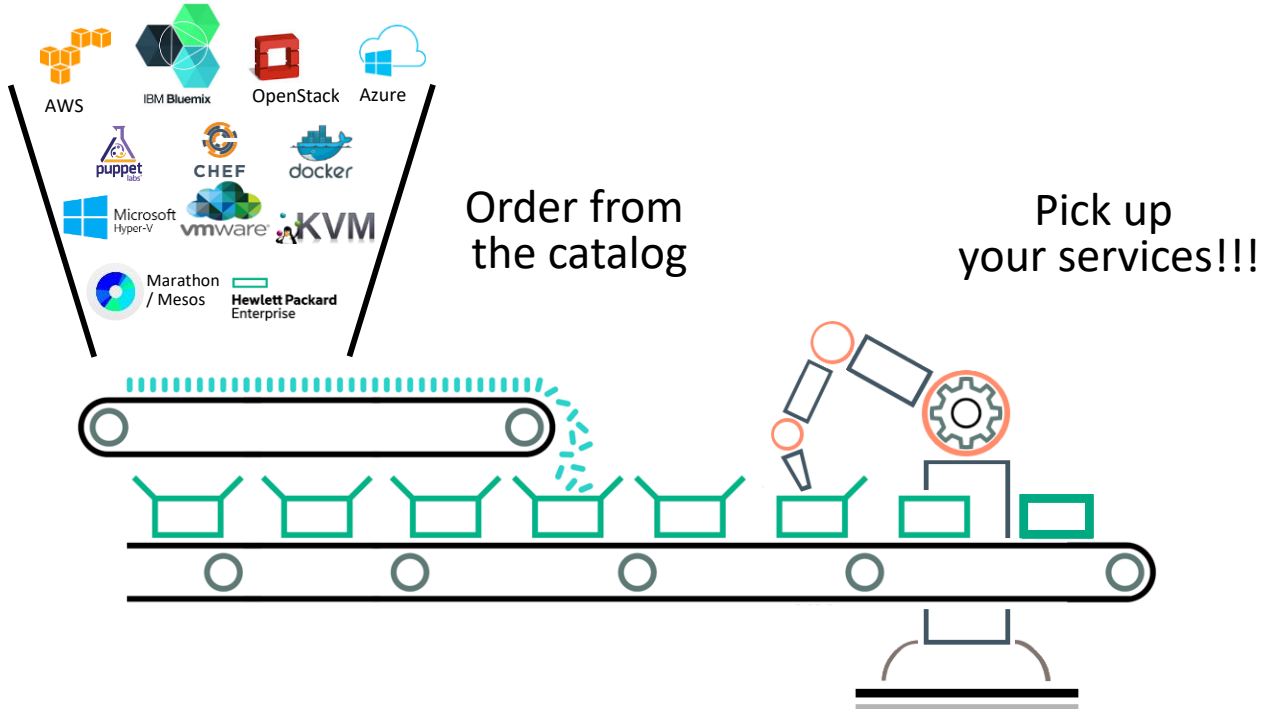 AWS
IBM Bluemix
OpenStack
Azure
puppet
labs
CHEF
docker
Microsoft
Hyper-V
vmware
KVM
Marathon
/ Mesos
Hewlett Packard
Enterprise
Order from
the catalog
Pick up
your services!!!